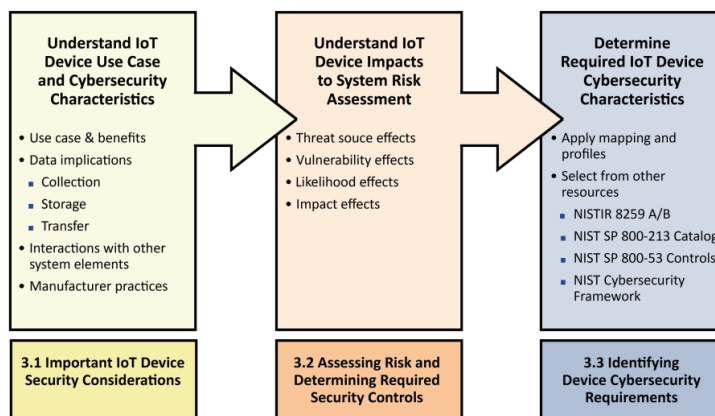 Understand IoT
Device Use Case
and Cybersecurity
Characteristics
• Use case & benefits
• Data implications
▪ Collection
▪ Storage
▪ Transfer
• Interactions with other
system elements
• Manufacturer practices
3.1 Important IoT Device
Security Considerations
Understand IoT
Device Impacts
to System Risk
Assessment
• Threat souce effects
• Vulnerability effects
• Likelihood effects
• Impact effects
3.2 Assessing Risk and
Determining Required
Security Controls
Determine
Required IoT Device
Cybersecurity
Characteristics
• Apply mapping and
profiles
• Select from other
resources
▪ NISTIR 8259 A/B
▪ NIST SP 800-213 Catalog
▪ NIST SP 800-53 Controls
▪ NIST Cybersecurity
Framework
3.3 Identifying
Device Cybersecurity
Requirements